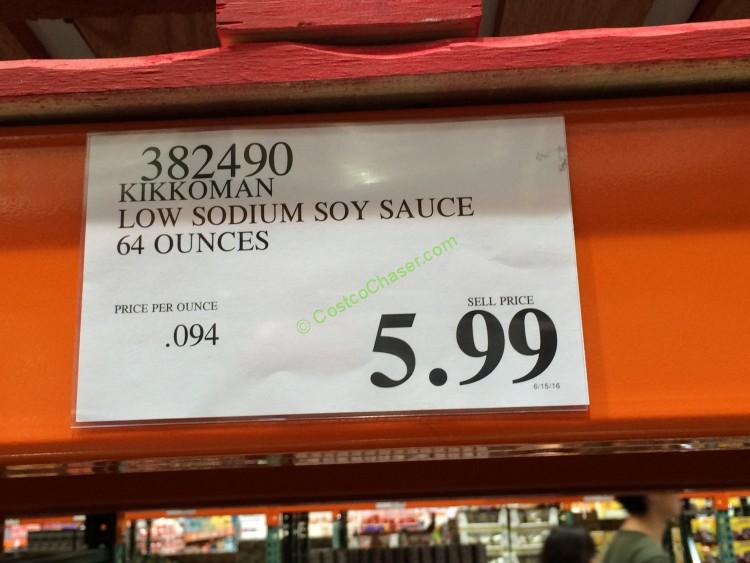 382490
KIKKOMAN
LOW SODIUM SOY SAUCE
64 OUNCES
© CostcoChaser.com
PRICE PER OUNCE
.094
SELL PRICE
5.99
6/15/16